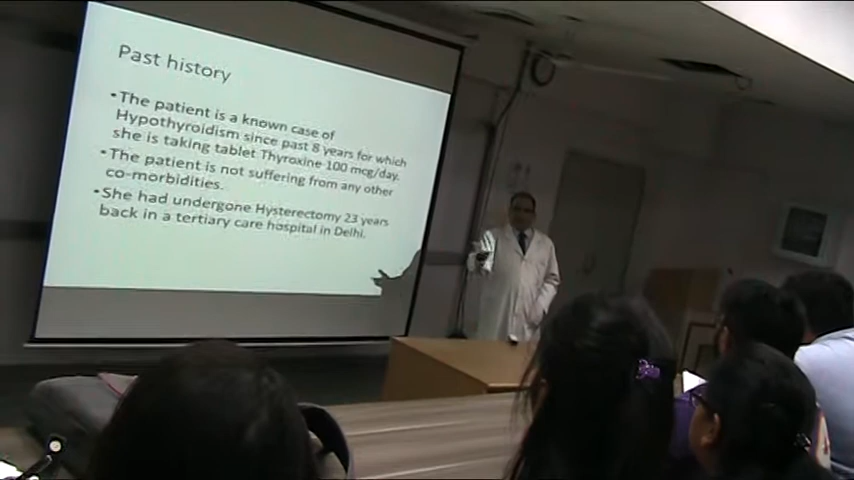 Past history
•The patient is a known case of
Hypothyroidism since past 8 years for which
she is taking tablet Thyroxine 100 mcg/day.
•The patient is not suffering from any other
co-morbidities.
•She had undergone Hysterectomy 23 years
back in a tertiary care hospital in Delhi.